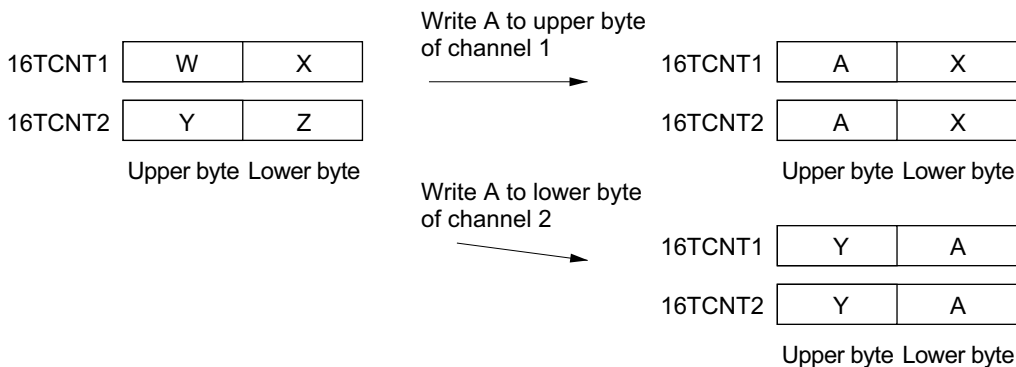 Write A to upper byte
of channel 1
16TCNT1 W X
16TCNT2 Y Z
Upper byte Lower byte
16TCNT1 A X
16TCNT2 A X
Upper byte Lower byte
Write A to lower byte
of channel 2
16TCNT1 Y A
16TCNT2 Y A
Upper byte Lower byte